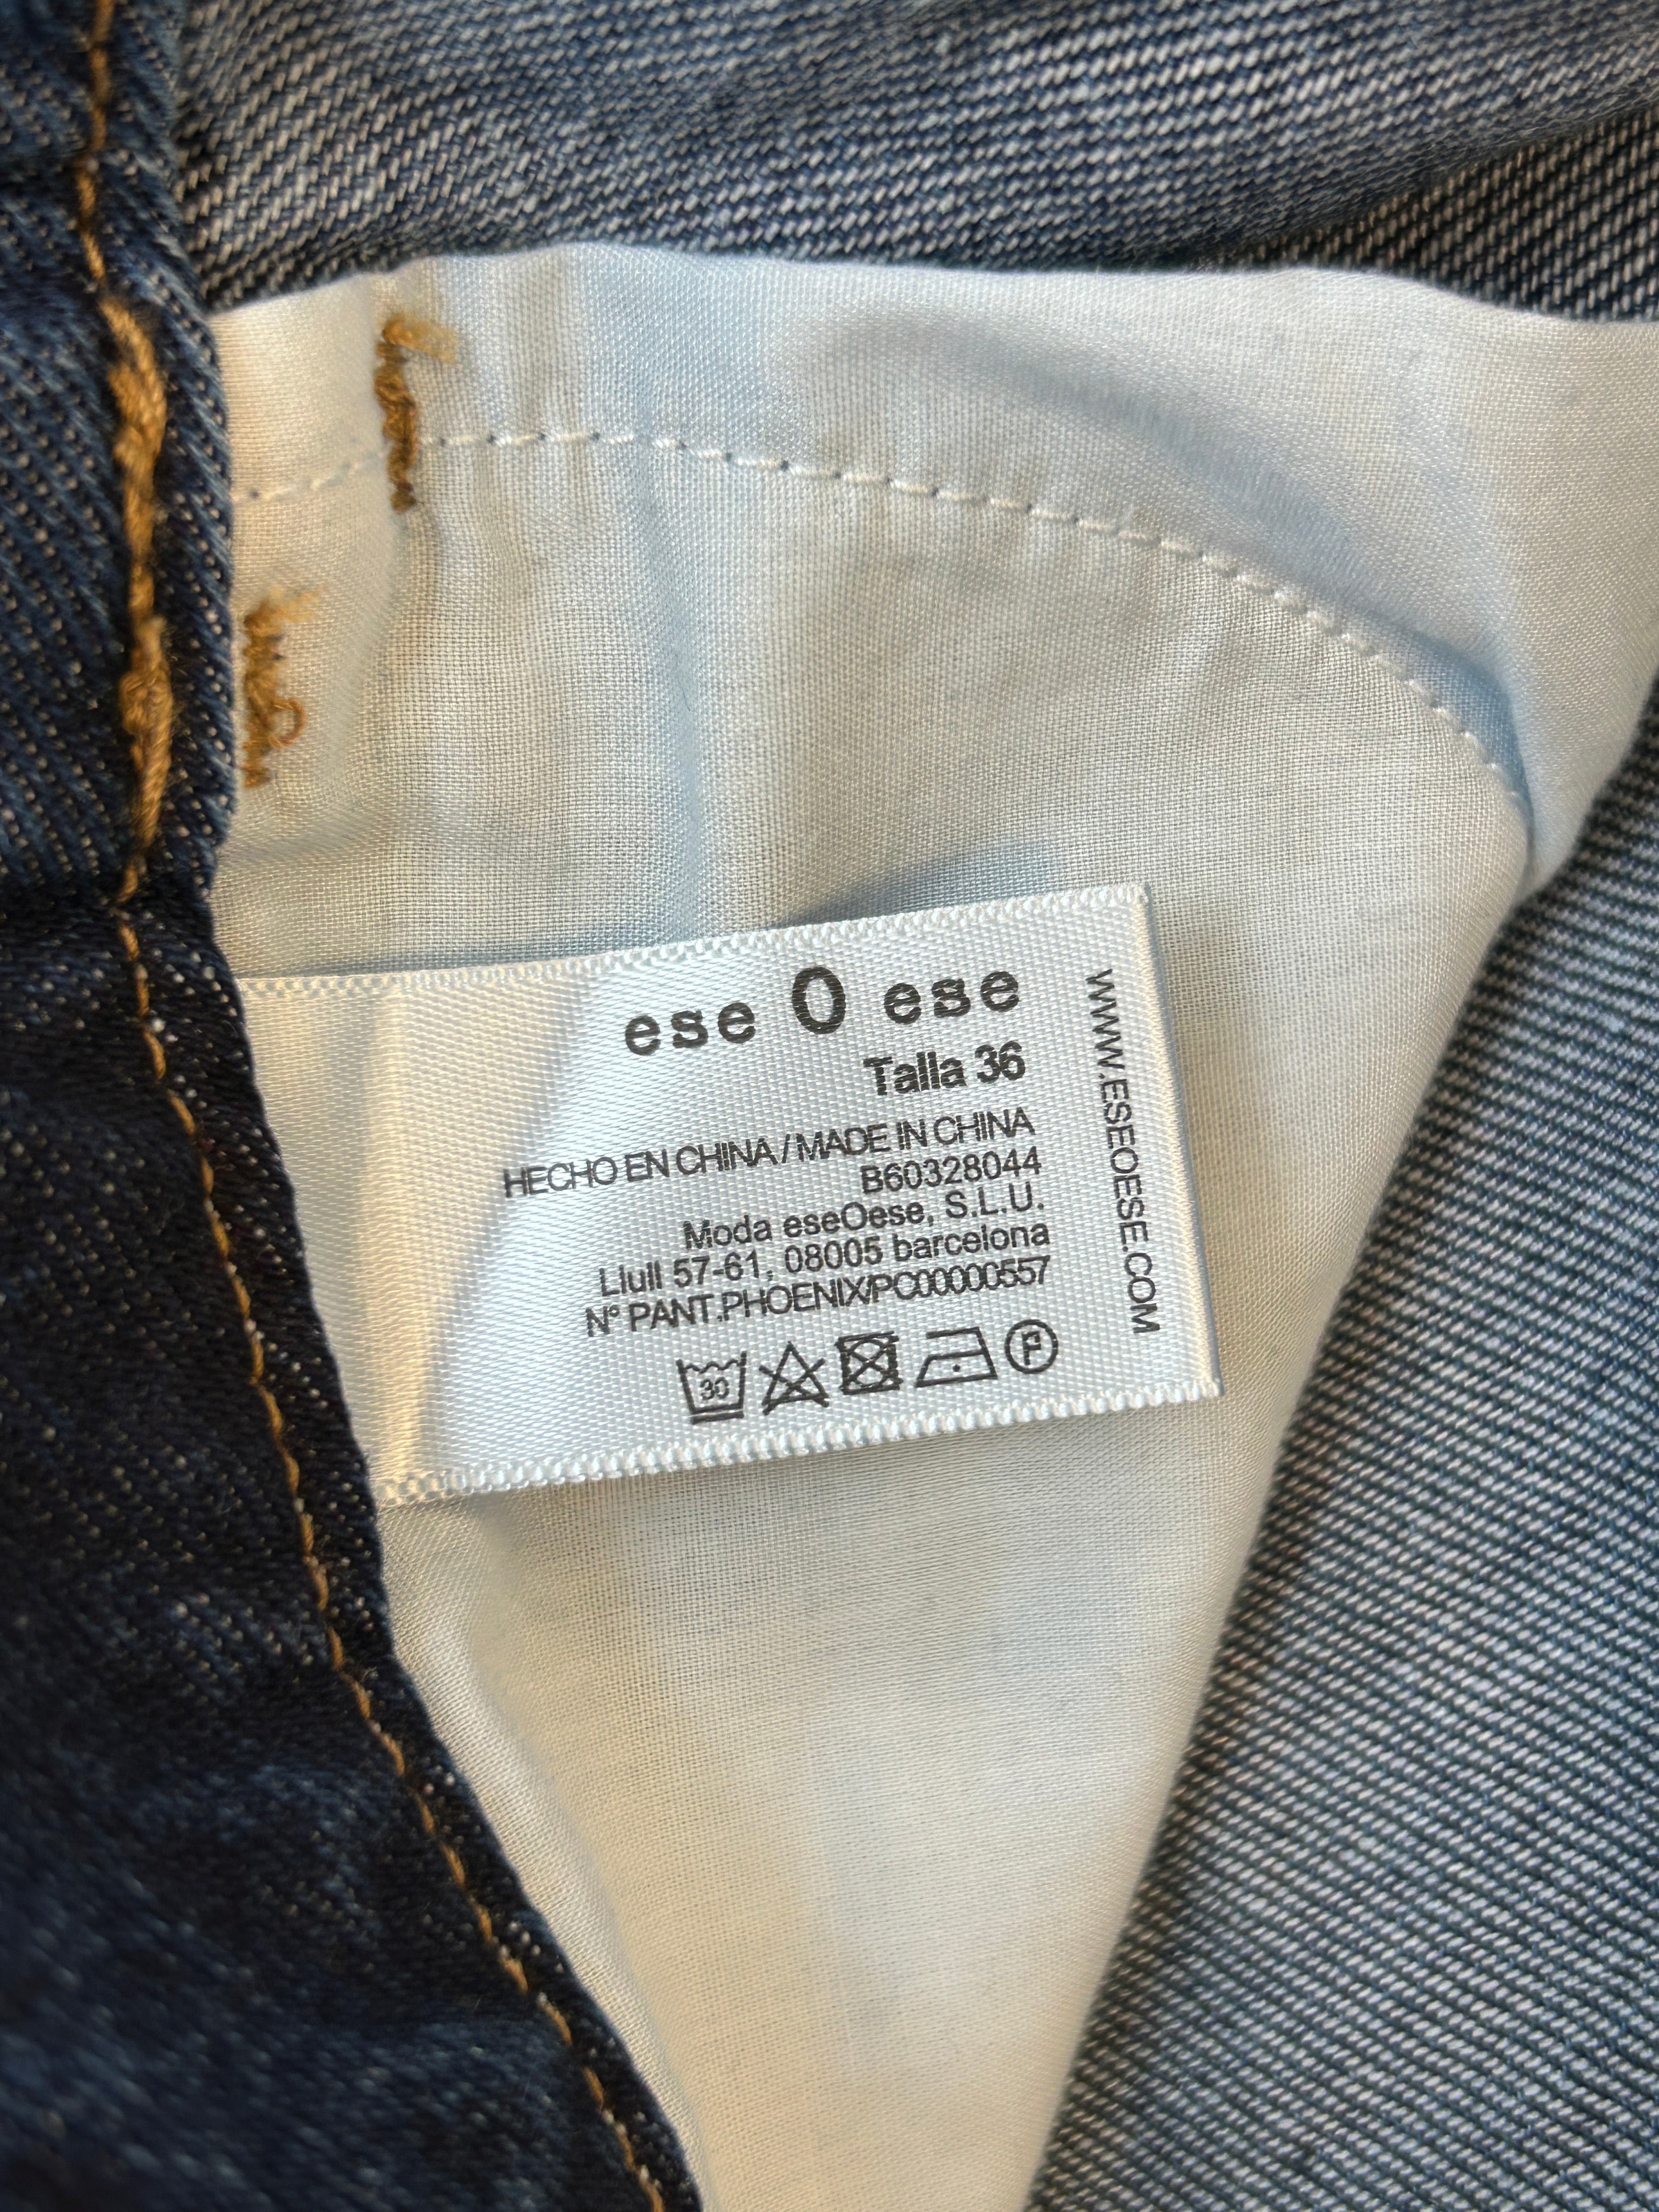 ese O ese
Talla 36
HECHO EN CHINA / MADE IN CHINA
B60328044
Moda eseOese, S.L.U.
Llull 57-61, 08005 barcelona
Nº PANT.PHOENIX/PC00000557
30
P
WWW.ESEOESE.COM